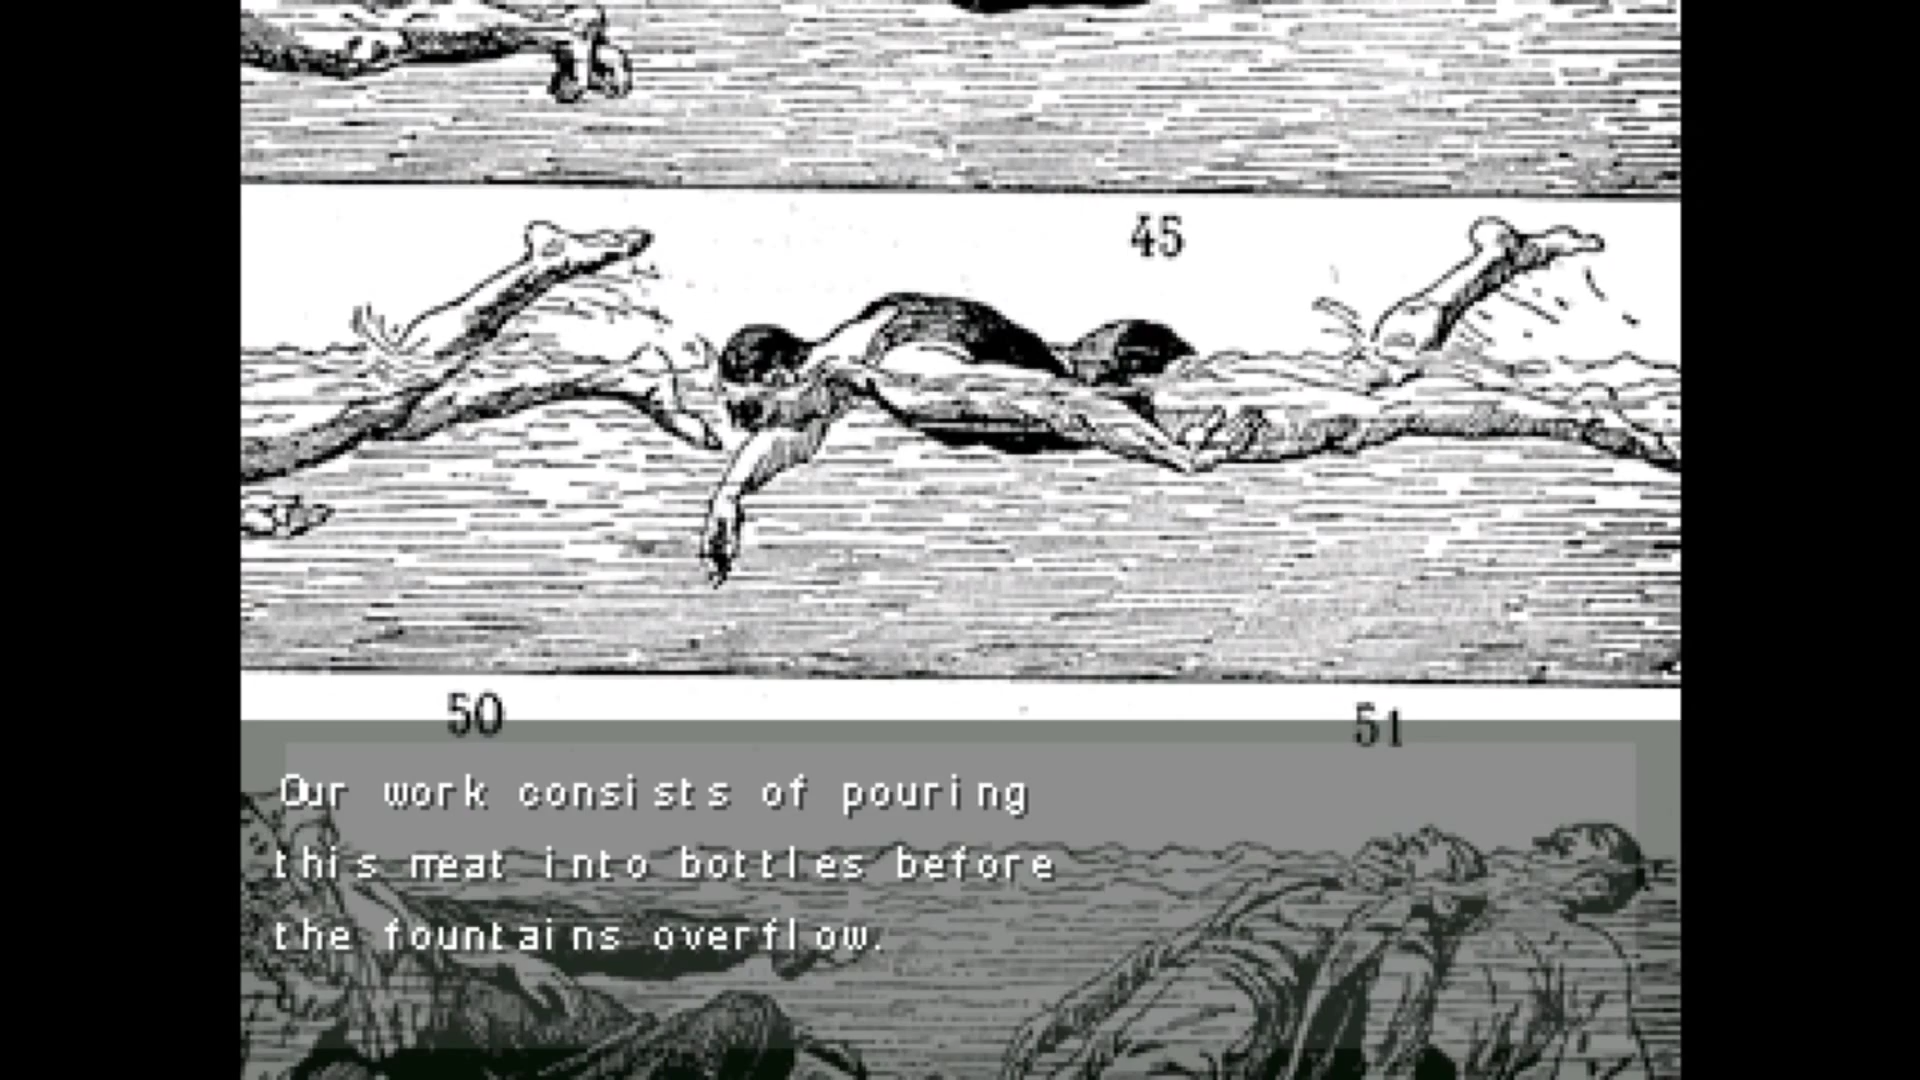 45
50
51
Our work consists of pouring
this meat into bottles before
the fountains overflow.